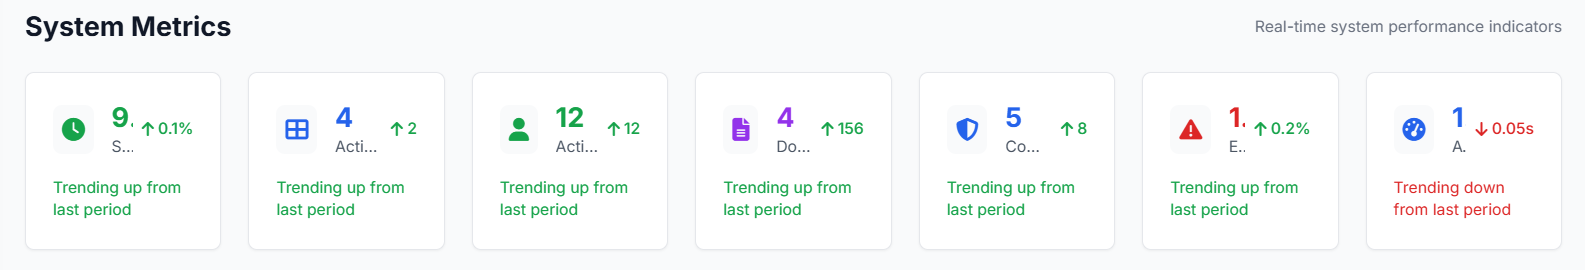 System Metrics
Real-time system performance indicators
9.
0.1%
S...
Trending up from
last period
4
2
Acti...
Trending up from
last period
12
12
Acti...
Trending up from
last period
4
156
Do...
Trending up from
last period
5
8
Co...
Trending up from
last period
1.
0.2%
E..
Trending up from
last period
1
0.05s
A.
Trending down
from last period